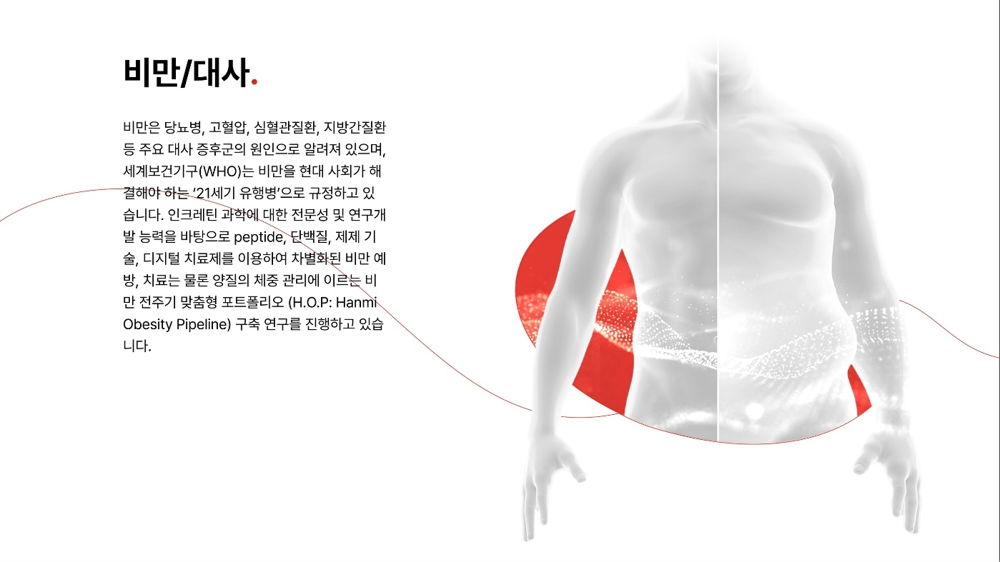 비만/대사.
비만은 당뇨병, 고혈압, 심혈관질환, 지방간질환
등 주요 대사 증후군의 원인으로 알려져 있으며,
세계보건기구(WHO)는 비만을 현대 사회가 해
결해야 하는 ‘21세기 유행병’으로 규정하고 있
습니다. 인크레틴 과학에 대한 전문성 및 연구개
발 능력을 바탕으로 peptide, 단백질, 제제 기
술, 디지털 치료제를 이용하여 차별화된 비만 예
방, 치료는 물론 양질의 체중 관리에 이르는 비
만 전주기 맞춤형 포트폴리오 (H.O.P: Hanmi
Obesity Pipeline) 구축 연구를 진행하고 있습
니다.